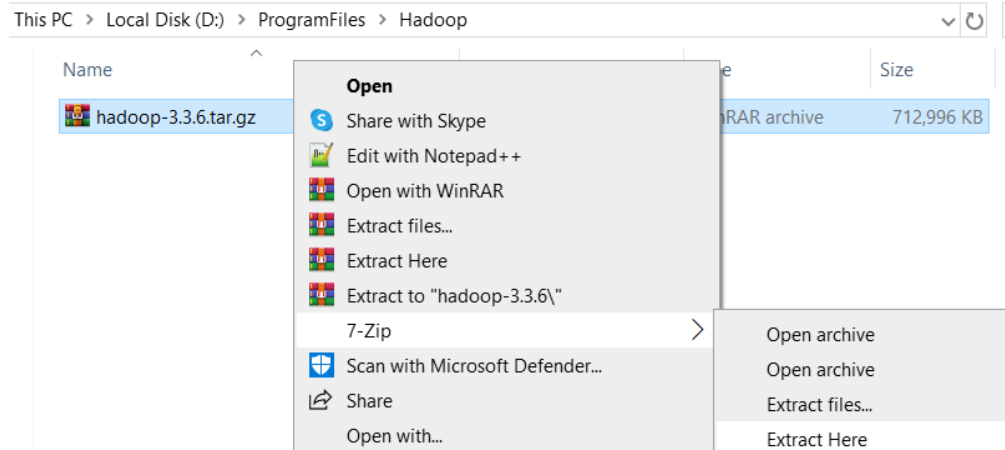 This PC > Local Disk (D:) > ProgramFiles > Hadoop
Name
Size
hadoop-3.3.6.tar.gz
archive
712,996 KB
Open
Share with Skype
Edit with Notepad++
Open with WinRAR
Extract files...
Extract Here
Extract to "hadoop-3.3.6\"
7-Zip
Scan with Microsoft Defender...
Share
Open with...
Open archive
Open archive
Extract files...
Extract Here